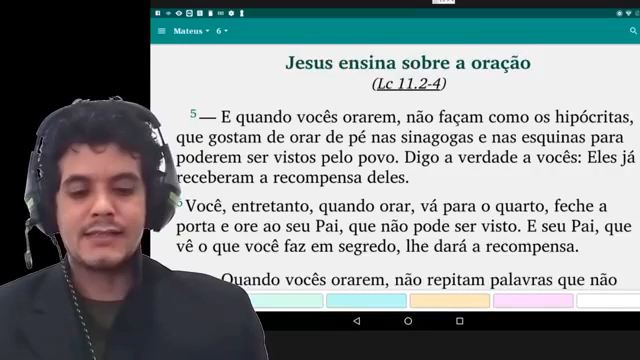 Mateus 6
Jesus ensina sobre a oração
(Lc 11.2-4)
5— E quando vocês orarem, não façam como os hipócritas,
que gostam de orar de pé nas sinagogas e nas esquinas para
poderem ser vistos pelo povo. Digo a verdade a vocês: Eles já
receberam a recompensa deles.
6Você, entretanto, quando orar, vá para o quarto, feche a
porta e ore ao seu Pai, que não pode ser visto. E seu Pai, que
vê o que você faz em segredo, lhe dará a recompensa.
Quando vocês orarem, não repitam palavras que não